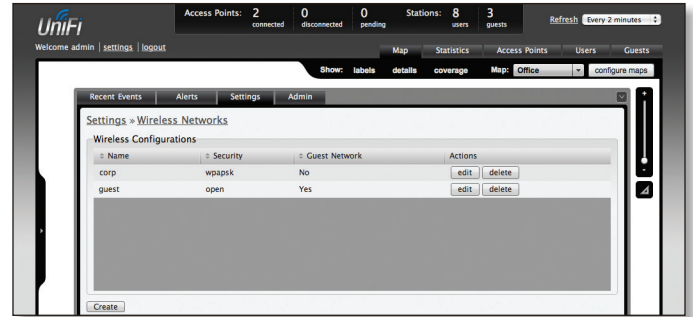 UniFi
Access Points: 2 connected 0 disconnected 0 pending Stations: 8 users 3 guests Refresh Every 2 minutes
Welcome admin | settings | logout
Map Statistics Access Points Users Guests
Show: labels details coverage Map: Office configure maps
Recent Events Alerts Settings Admin
Settings » Wireless Networks
Wireless Configurations
Name Security Guest Network Actions
corp wpapsk No edit delete
guest open Yes edit delete
Create
+
-